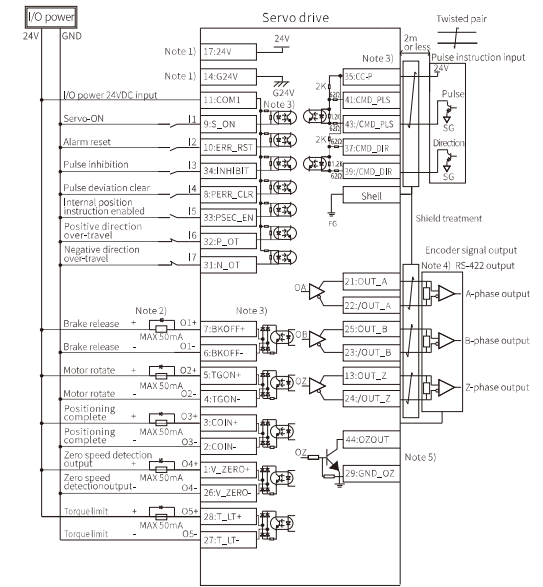 I/O power
24V
GND
Servo drive
24V
Note 1)
17:24V
Note 1)
14:G24V
G24V
I/O power 24VDC input
11:COM1
Note 3)
Servo-ON
I1
9:S_ON
Alarm reset
I2
10:ERR_RST
Pulse inhibition
I3
34:INHIBIT
Pulse deviation clear
I4
8:PERR_CLR
Internal position
instruction enabled
I5
33:PSEC_EN
Positive direction
over-travel
I6
32:P_OT
Negative direction
over-travel
I7
31:N_OT
Note 2)
Note 3)
Brake release
+
O1+
MAX 50mA
7:BKOFF+
Brake release
-
O1-
6:BKOFF-
Motor rotate
+
O2+
MAX 50mA
5:TGON+
Motor rotate
-
O2-
4:TGON-
Positioning
complete
+
O3+
MAX 50mA
3:COIN+
Positioning
complete
-
O3-
2:COIN-
Zero speed detection
output
+
O4+
MAX 50mA
1:V_ZERO+
Zero speed
detectionoutput
-
O4-
26:V_ZERO-
Torque limit
+
O5+
MAX 50mA
28:T_LT+
Torque limit
-
O5-
27:T_LT-
2m
or less
Twisted pair
Note 3)
Pulse instruction input
24V
35:CC-P
2K
62Ω
41:CMD_PLS
Pulse
1.2K
62Ω
43:/CMD_PLS
SG
2K
62Ω
37:CMD_DIR
Direction
1.2K
62Ω
39:/CMD_DIR
SG
Shell
FG
Shield treatment
Encoder signal output
Note 4) RS-422 output
OA
21:OUT_A
22:/OUT_A
A-phase output
OB
25:OUT_B
23:/OUT_B
B-phase output
OZ
13:OUT_Z
24:/OUT_Z
Z-phase output
44:OZOUT
OZ
Note 5)
29:GND_OZ